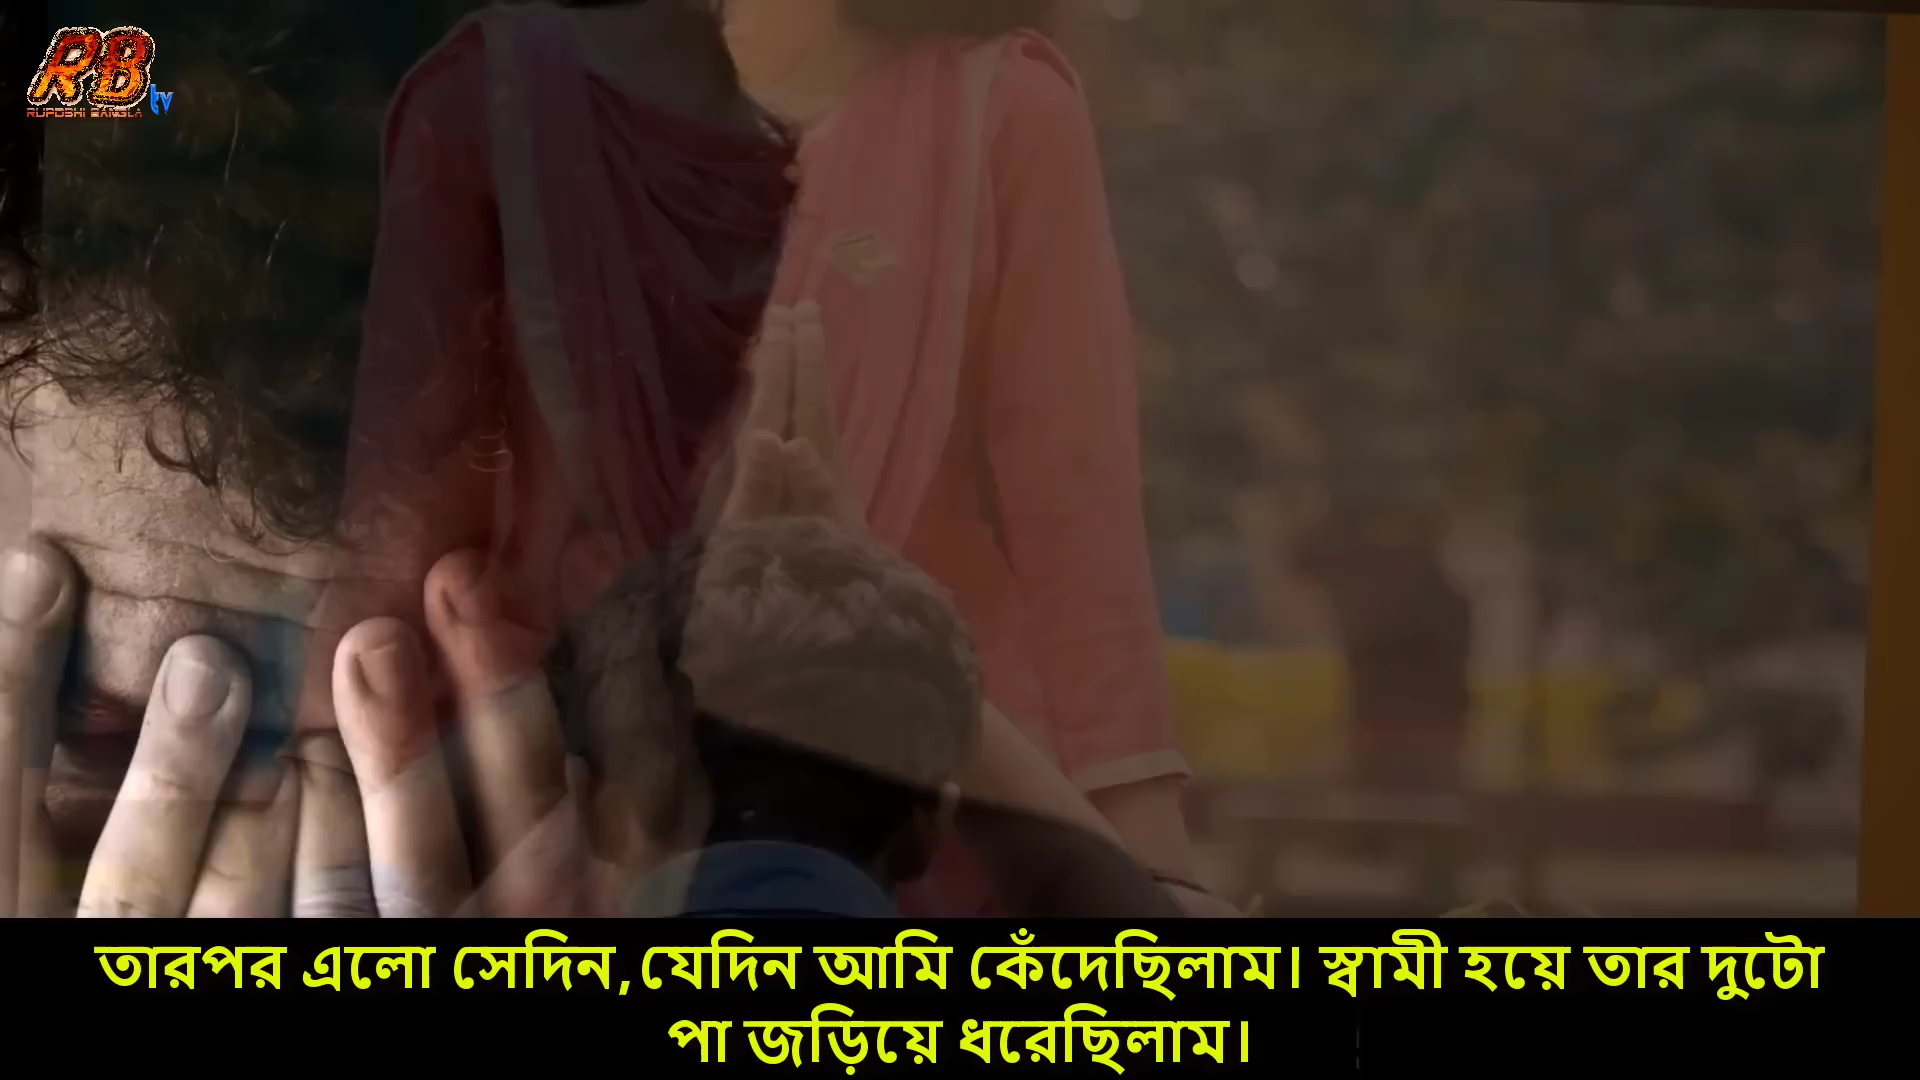 RB tv
RUPOSHI BANGLA
তারপর এলো সেদিন,যেদিন আমি কেঁদেছিলাম। স্বামী হয়ে তার দুটো
পা জড়িয়ে ধরেছিলাম।